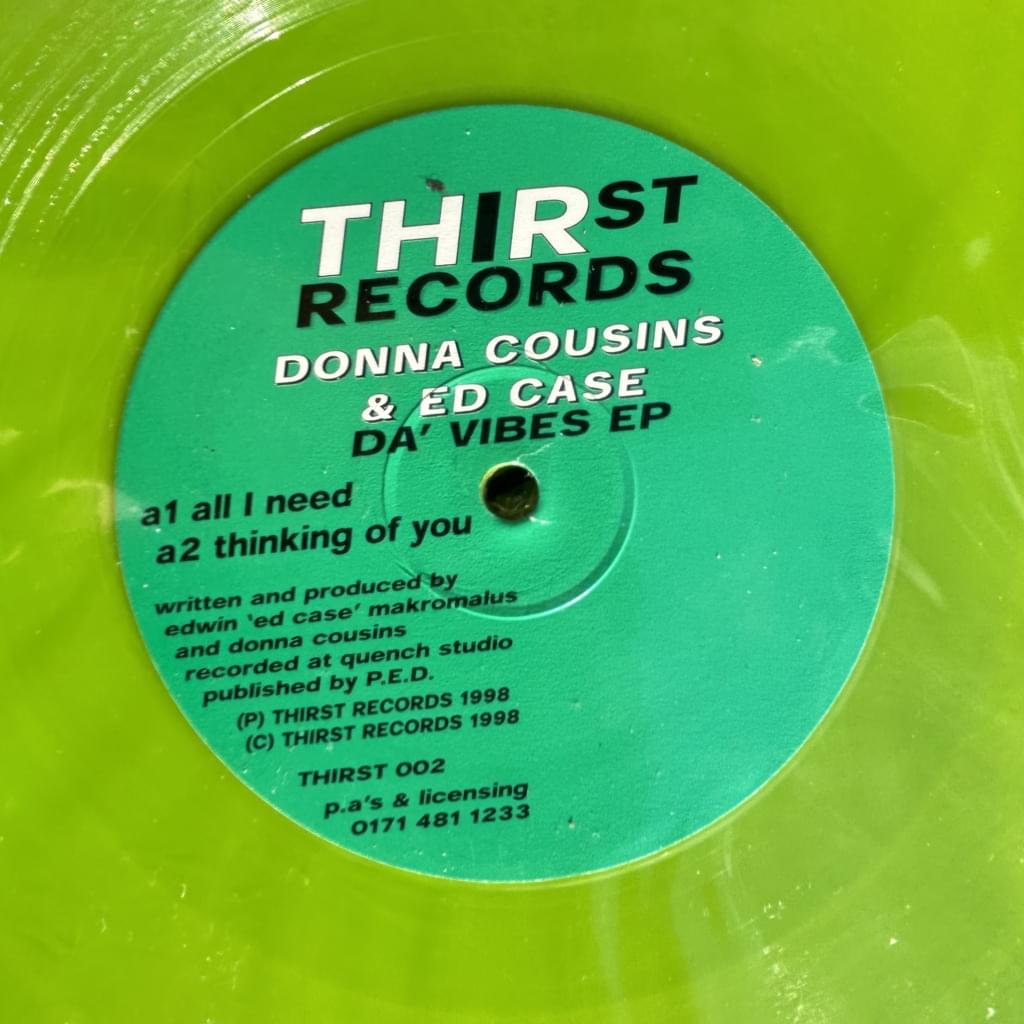 THIRST
RECORDS
DONNA COUSINS
& ED CASE
DA' VIBES EP
a1 all I need
a2 thinking of you
written and produced by
edwin 'ed case' makromalus
and donna cousins
recorded at quench studio
published by P.E.D.
(P) THIRST RECORDS 1998
(C) THIRST RECORDS 1998
THIRST 002
p.a's & licensing
0171 481 1233